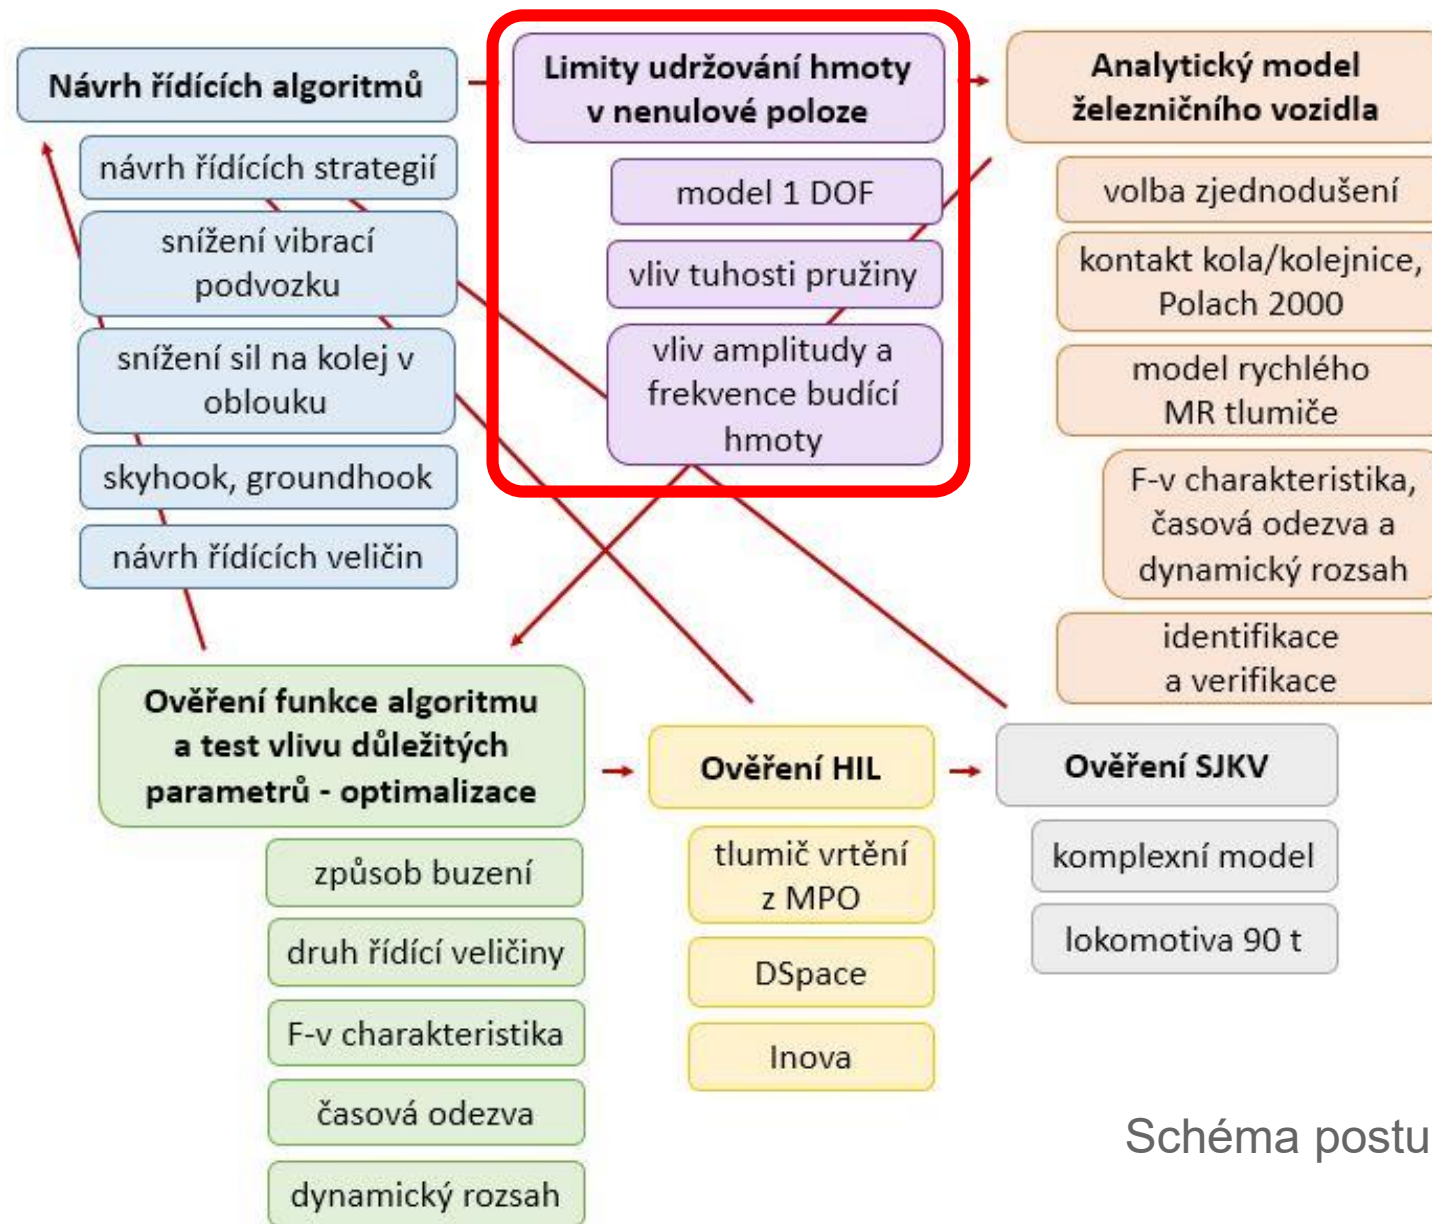 Návrh řídících algoritmů
návrh řídících strategií
snížení vibrací
podvozku
snížení sil na kolej v
oblouku
skyhook, groundhook
návrh řídících veličin
Limity udržování hmoty
v nenulové poloze
model 1 DOF
vliv tuhosti pružiny
vliv amplitudy a
frekvence budící
hmoty
Analytický model
železničního vozidla
volba zjednodušení
kontakt kola/kolejnice,
Polach 2000
model rychlého
MR tlumiče
F-v charakteristika,
časová odezva a
dynamický rozsah
identifikace
a verifikace
Ověření funkce algoritmu
a test vlivu důležitých
parametrů - optimalizace
způsob buzení
druh řídící veličiny
F-v charakteristika
časová odezva
dynamický rozsah
Ověření HIL
tlumič vrtění
z MPO
DSpace
Inova
Ověření SJKV
komplexní model
lokomotiva 90 t
Schéma postu